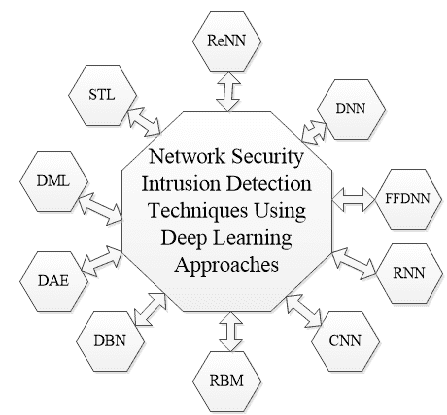 ReNN
STL
DNN
Network Security
Intrusion Detection
Techniques Using
Deep Learning
Approaches
DML
FFDNN
DAE
RNN
DBN
CNN
RBM